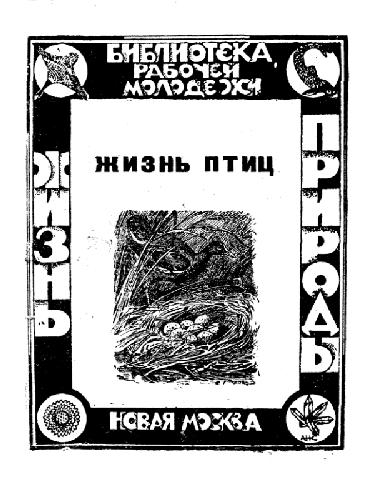 БИБЛИОТЕКА
РАБОЧЕЙ
МОЛОДЕЖИ
ЖИЗНЬ
ПРИРОДЫ
ЖИЗНЬ ПТИЦ
НОВАЯ МОСКВА